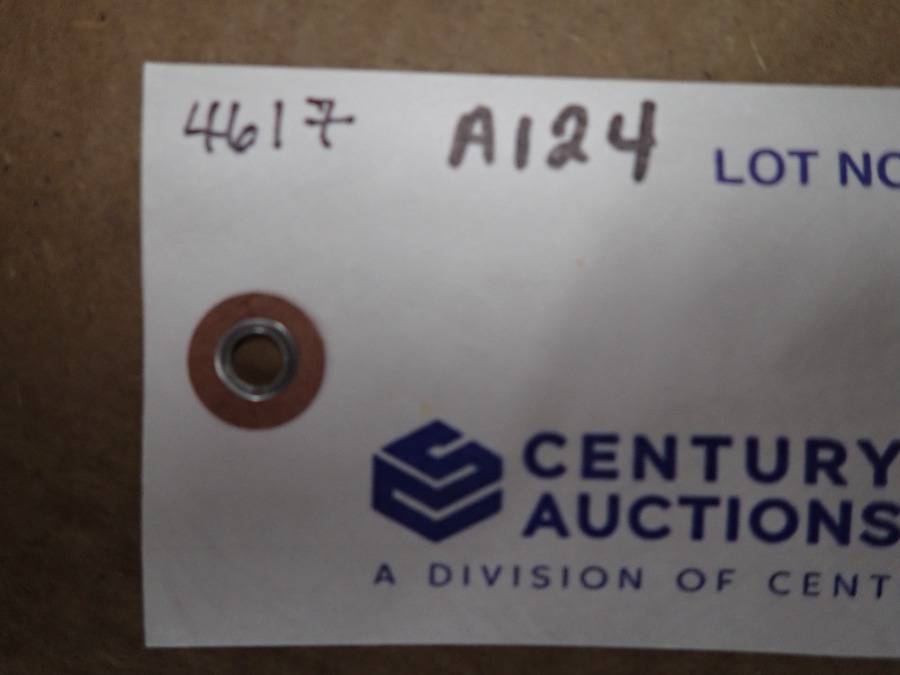 4617 A124 LOT NO
CENTURY
AUCTIONS
A DIVISION OF CENT